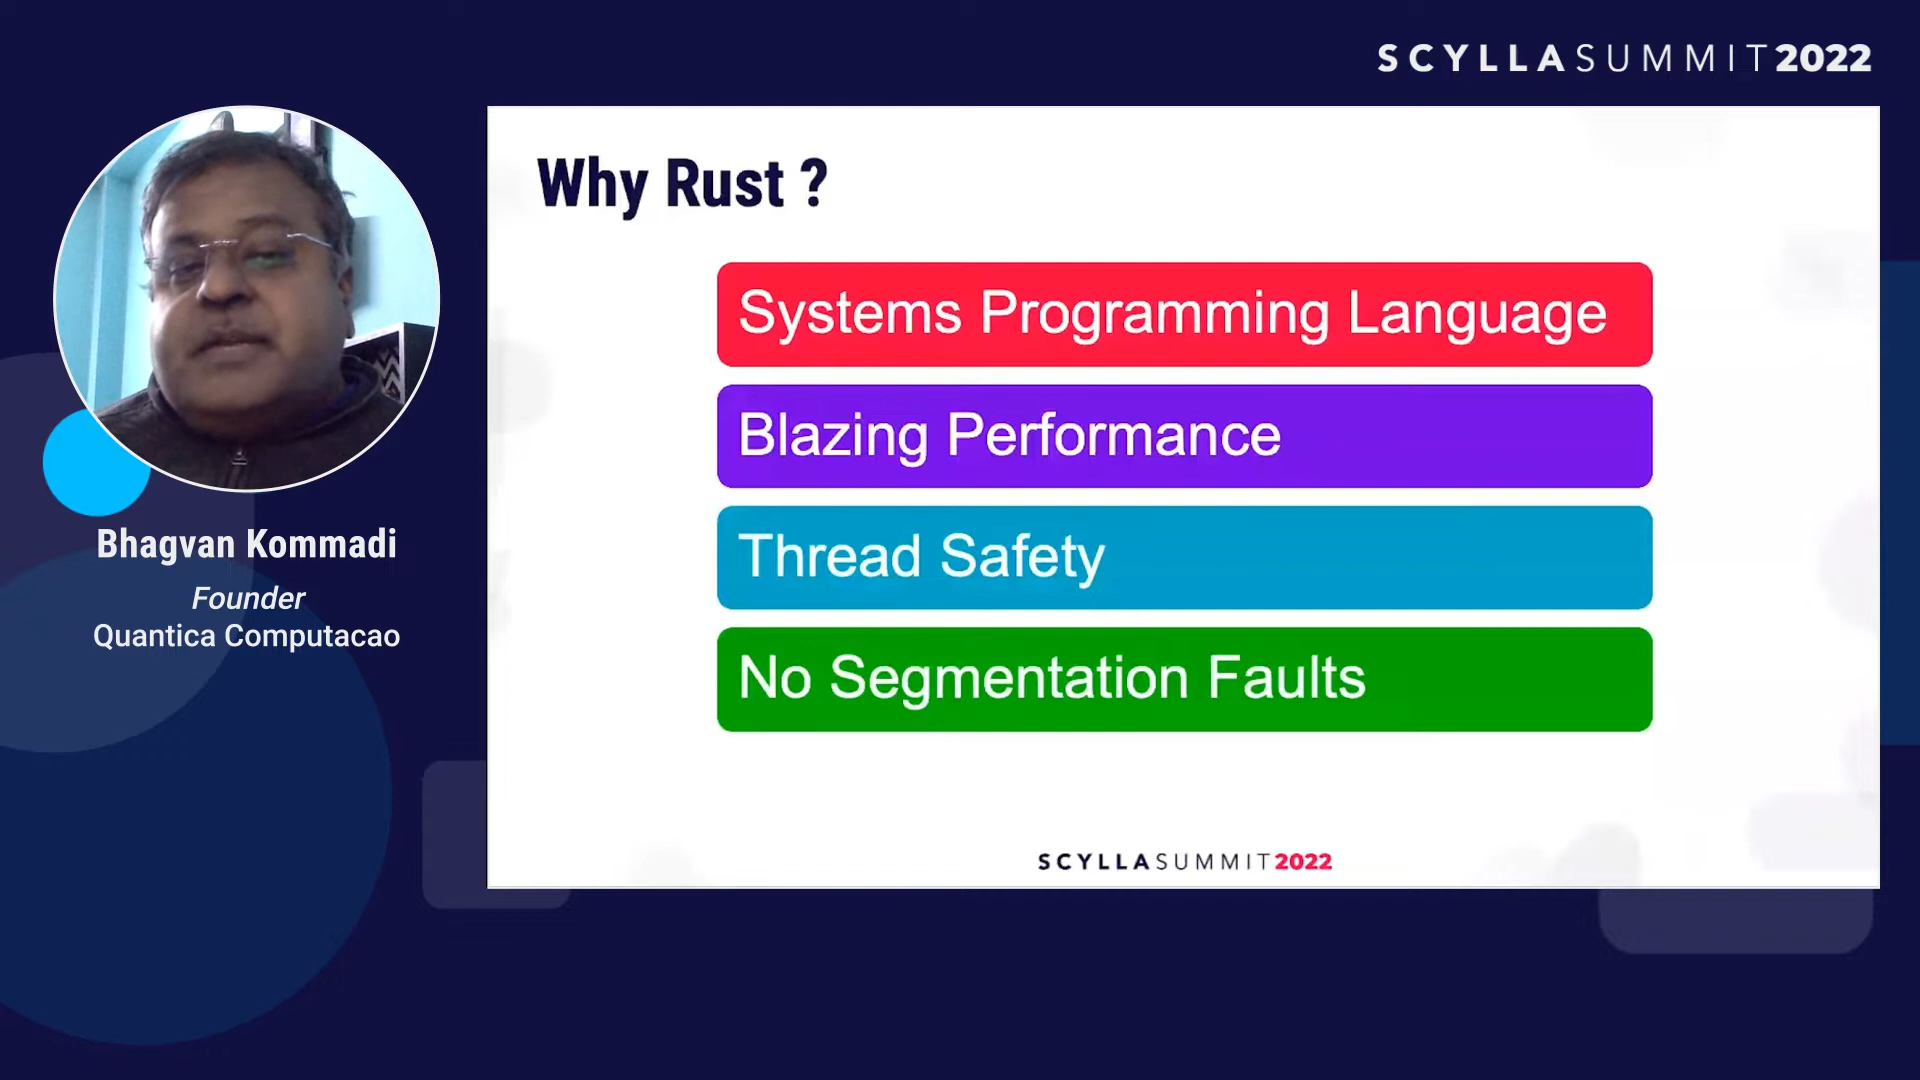 SCYLLASUMMIT2022
Bhagvan Kommadi
Founder
Quantica Computacao
Why Rust ?
Systems Programming Language
Blazing Performance
Thread Safety
No Segmentation Faults
SCYLLASUMMIT2022